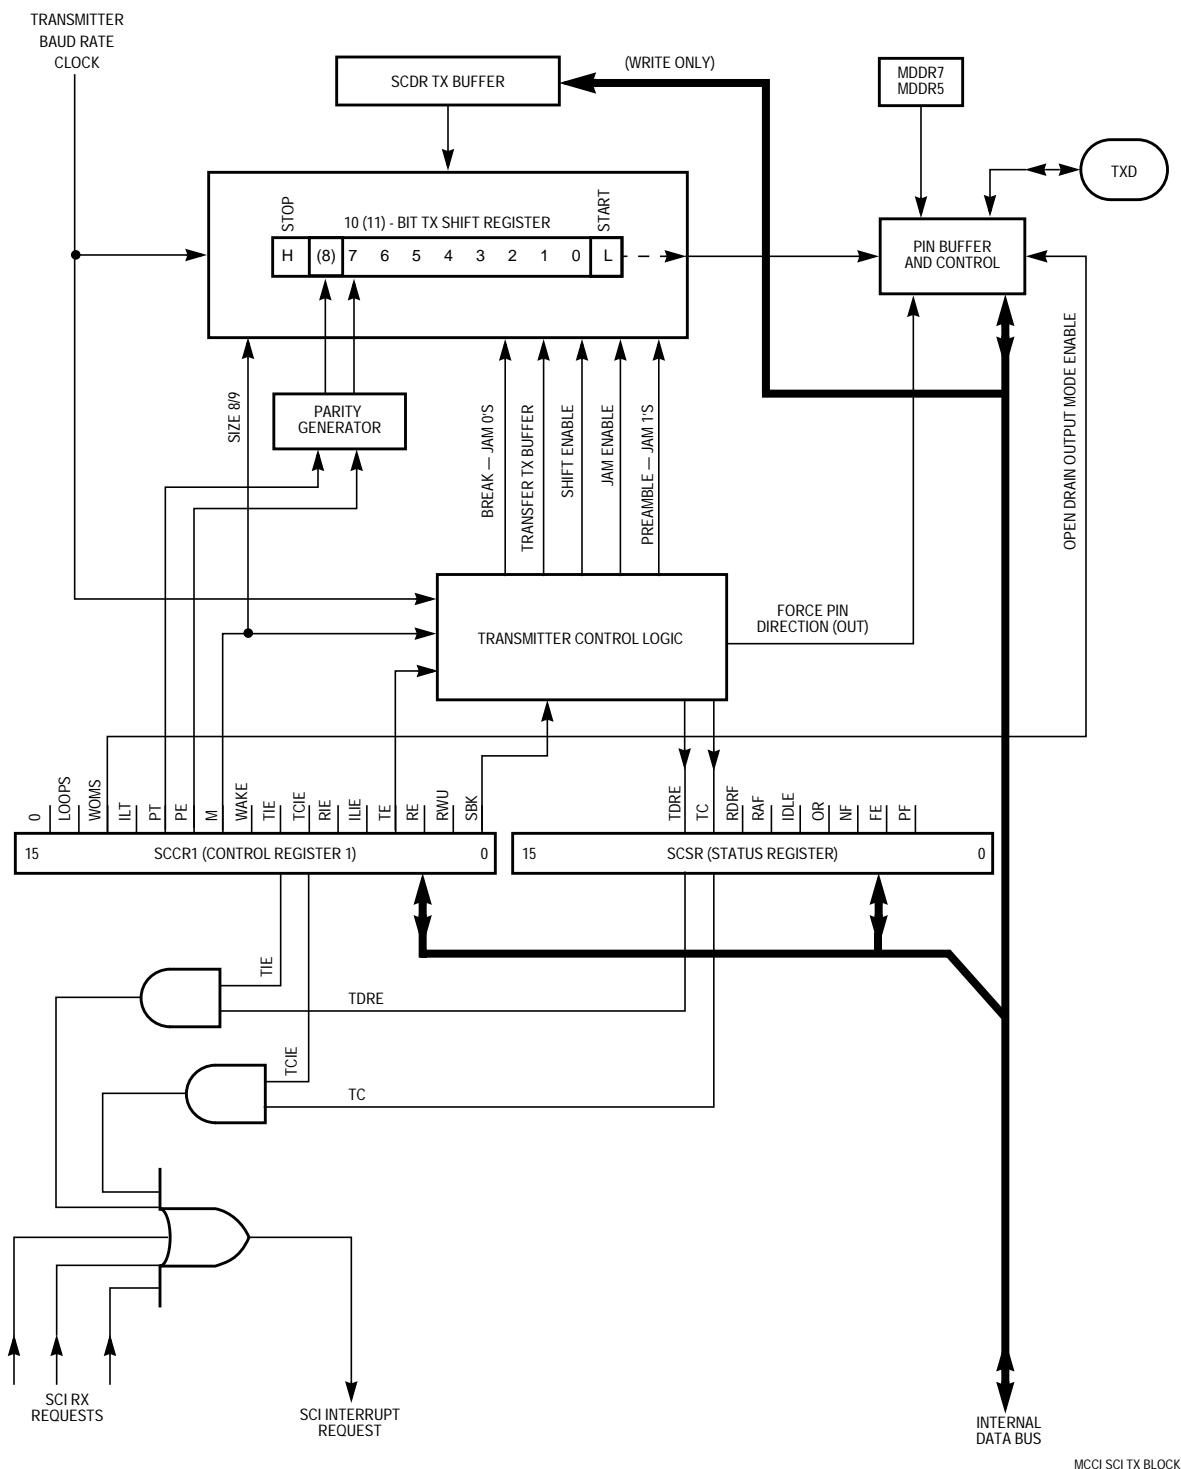 TRANSMITTER
BAUD RATE
CLOCK
SCDR TX BUFFER
(WRITE ONLY)
MDDR7
MDDR5
TXD
STOP
10 (11) - BIT TX SHIFT REGISTER
START
H (8) 7 6 5 4 3 2 1 0 L
PIN BUFFER
AND CONTROL
SIZE 8/9
PARITY
GENERATOR
BREAK — JAM 0'S
TRANSFER TX BUFFER
SHIFT ENABLE
JAM ENABLE
PREAMBLE — JAM 1'S
OPEN DRAIN OUTPUT MODE ENABLE
TRANSMITTER CONTROL LOGIC
FORCE PIN
DIRECTION (OUT)
0
LOOPS
WOMS
ILT
PT
PE
M
WAKE
TIE
TCIE
RIE
ILIE
TE
RE
RWU
SBK
TDRE
TC
RDRF
RAF
IDLE
OR
NF
FE
PF
15 SCCR1 (CONTROL REGISTER 1) 0
15 SCSR (STATUS REGISTER) 0
TIE
TDRE
TCIE
TC
SCI RX
REQUESTS
SCI INTERRUPT
REQUEST
INTERNAL
DATA BUS
MCCI SCI TX BLOCK